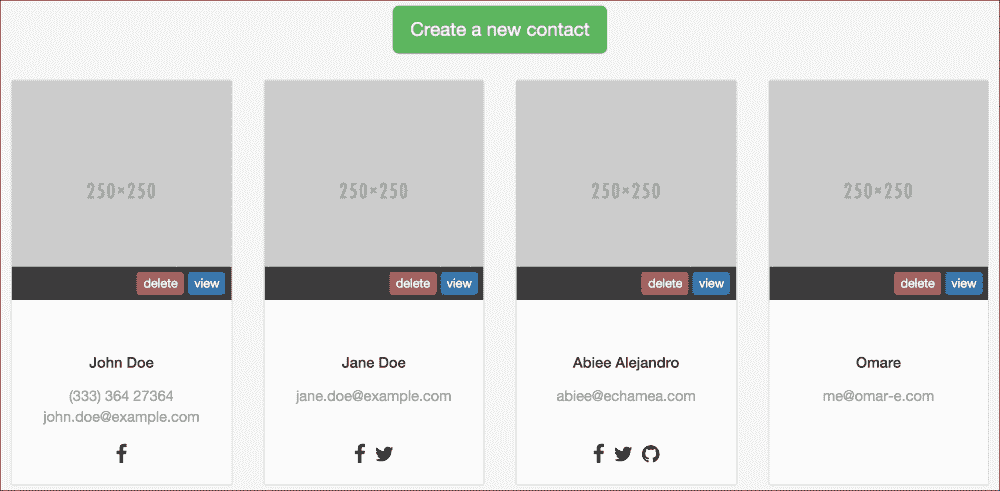 Create a new contact
250×250 250×250 250×250 250×250
delete view delete view delete view delete view
John Doe Jane Doe Abiee Alejandro Omare
(333) 364 27364 jane.doe@example.com abiee@echamea.com me@omar-e.com
john.doe@example.com